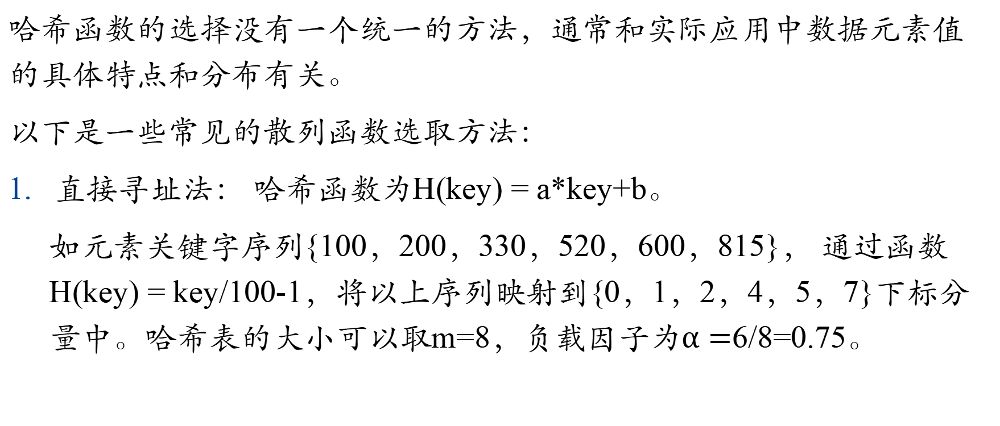 哈希函数的选择没有一个统一的方法，通常和实际应用中数据元素值
的具体特点和分布有关。
以下是一些常见的散列函数选取方法：
1. 直接寻址法： 哈希函数为H(key) = a*key+b。
如元素关键字序列{100，200，330，520，600，815}， 通过函数
H(key) = key/100-1，将以上序列映射到{0，1，2，4，5，7}下标分
量中。哈希表的大小可以取m=8，负载因子为α =6/8=0.75。